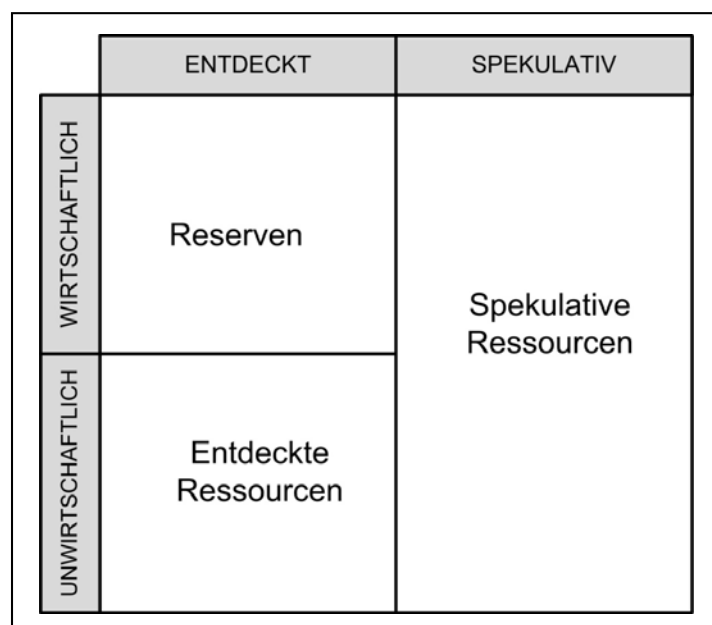 ENTDECKT
SPEKULATIV
WIRTSCHAFTLICH
Reserven
Spekulative
Ressourcen
UNWIRTSCHAFTLICH
Entdeckte
Ressourcen